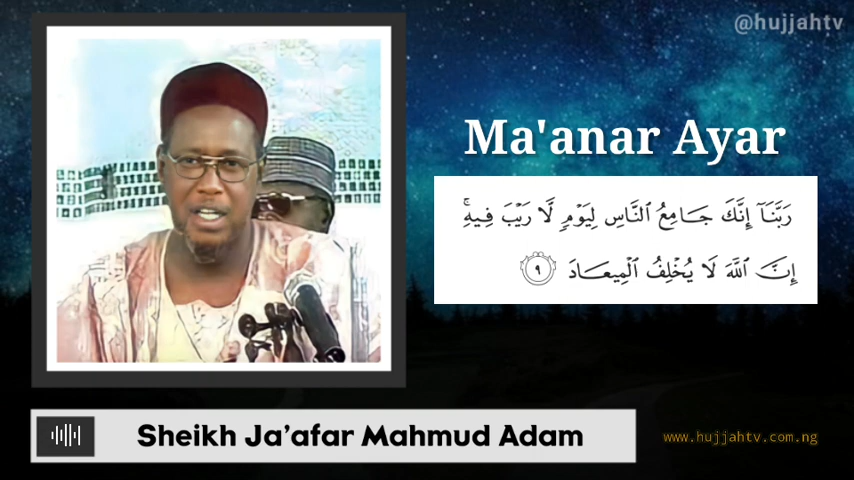 @hujjahtv
Ma'anar Ayar
رَبَّنَآ إِنَّكَ جَامِعُ ٱلنَّاسِ لِيَوْمٍ لَّا رَيْبَ فِيهِۚ
إِنَّ ٱللَّهَ لَا يُخْلِفُ ٱلْمِيعَادَ ٩
Sheikh Ja'afar Mahmud Adam
www.hujjahtv.com.ng